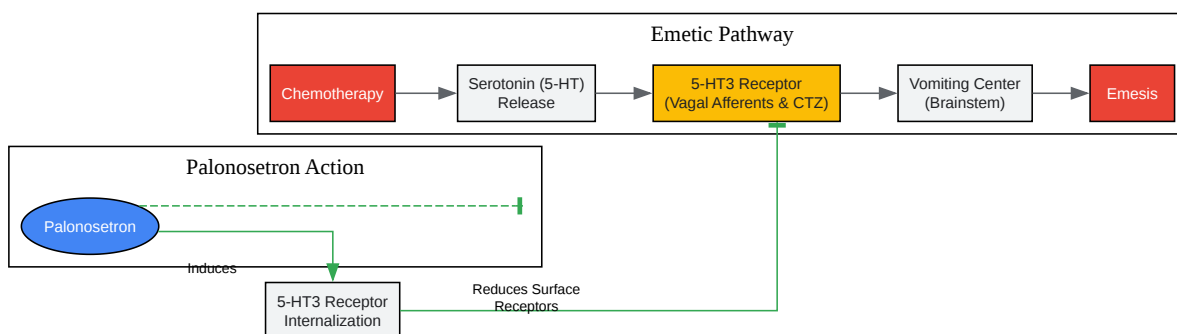 Emetic Pathway
Chemotherapy
Serotonin (5-HT)
Release
5-HT3 Receptor
(Vagal Afferents & CTZ)
Vomiting Center
(Brainstem)
Emesis
Palonosetron Action
Palonosetron
Induces
5-HT3 Receptor
Internalization
Reduces Surface
Receptors